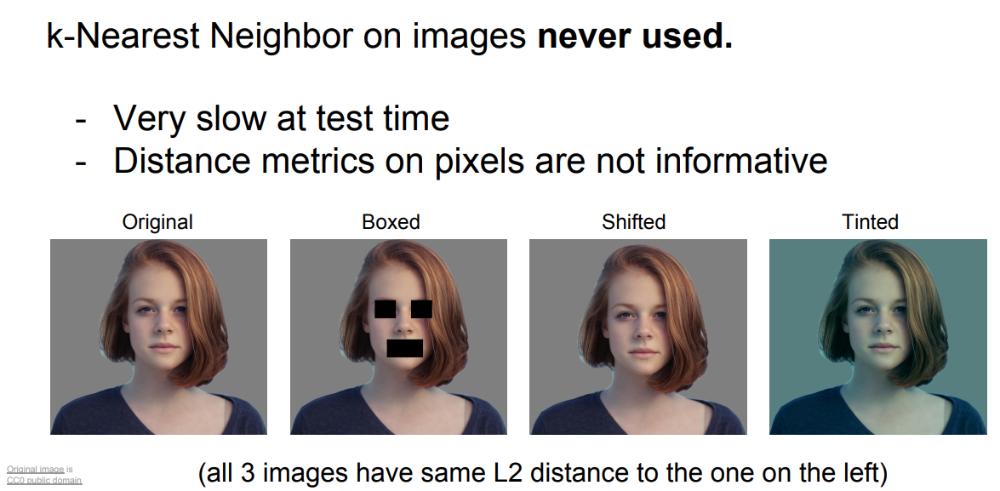 k-Nearest Neighbor on images never used.
- Very slow at test time
- Distance metrics on pixels are not informative
Original Boxed Shifted Tinted
(all 3 images have same L2 distance to the one on the left)
Original image is
CC0 public domain